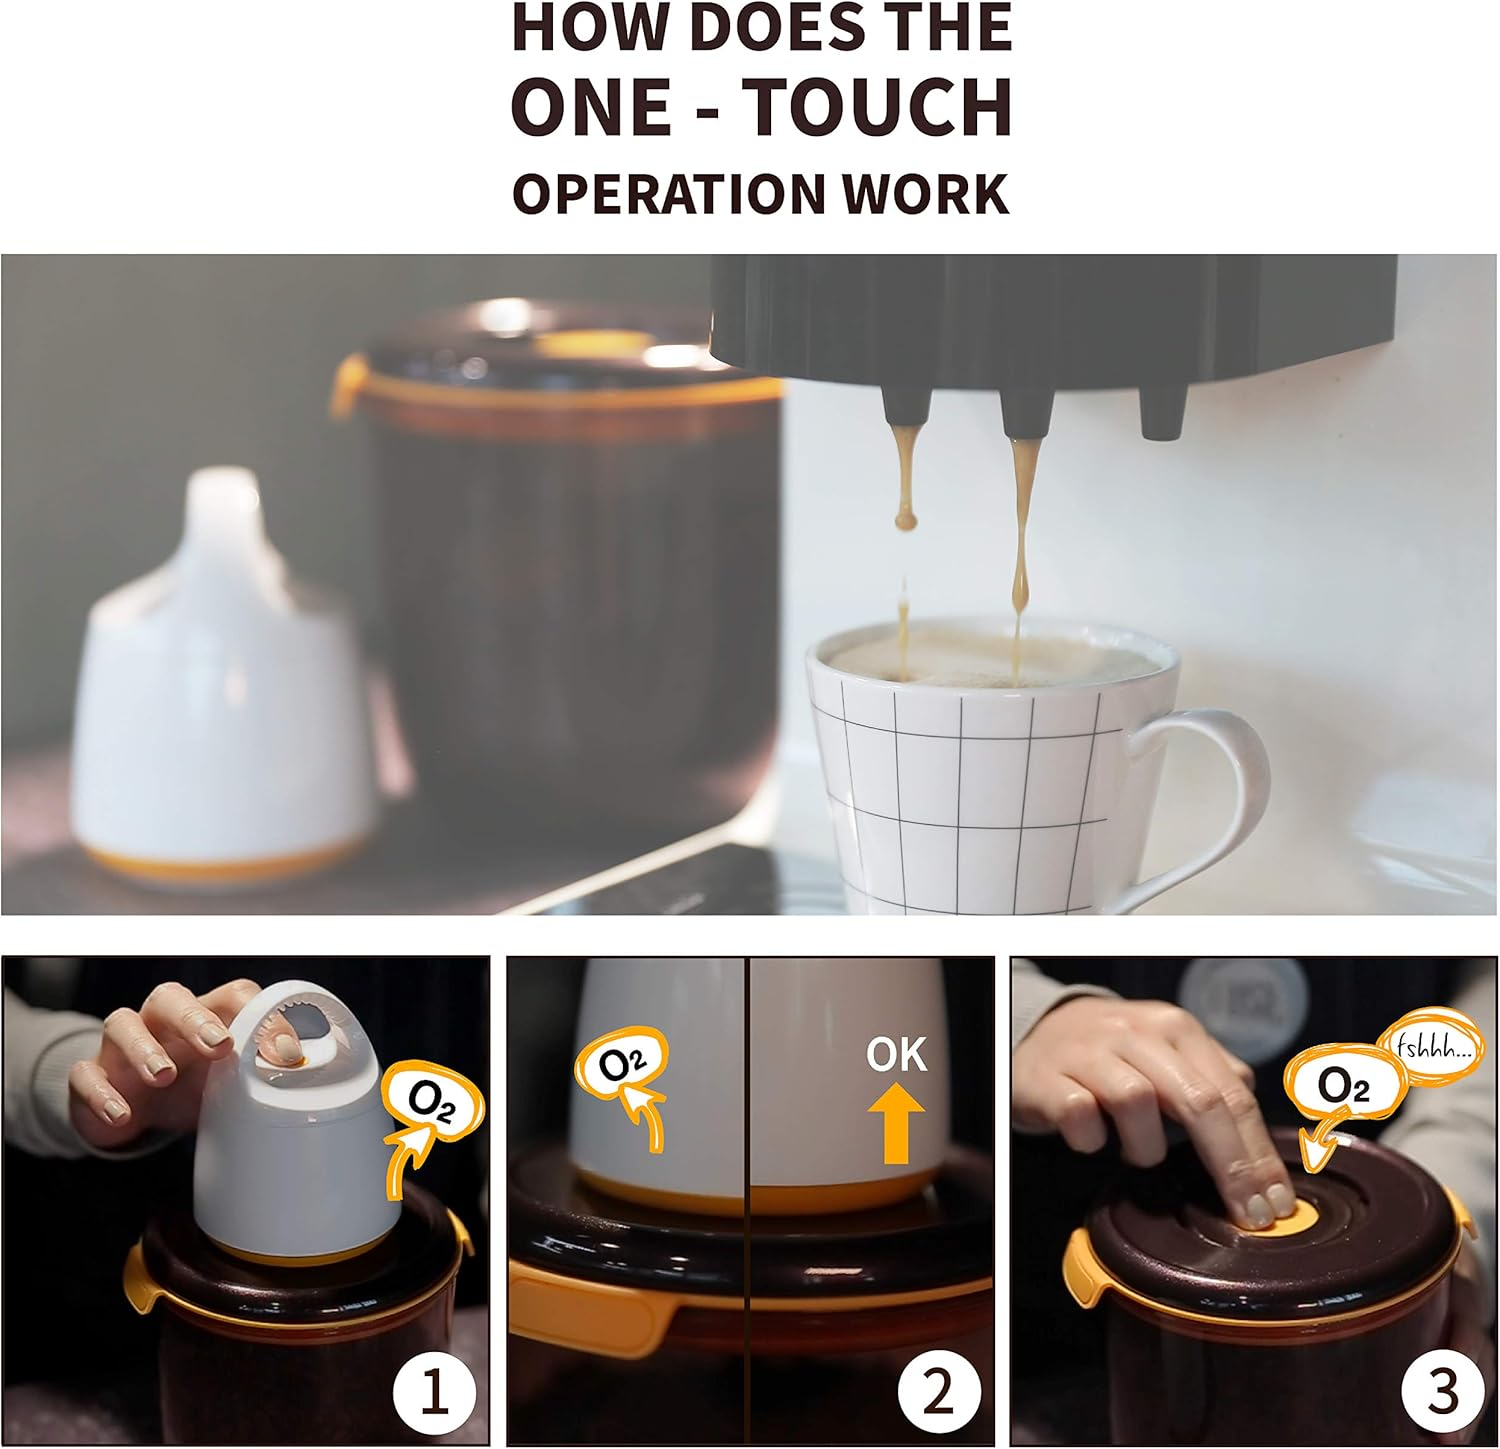 HOW DOES THE
ONE - TOUCH
OPERATION WORK
O2
1
O2
OK
2
fshhh...
O2
3